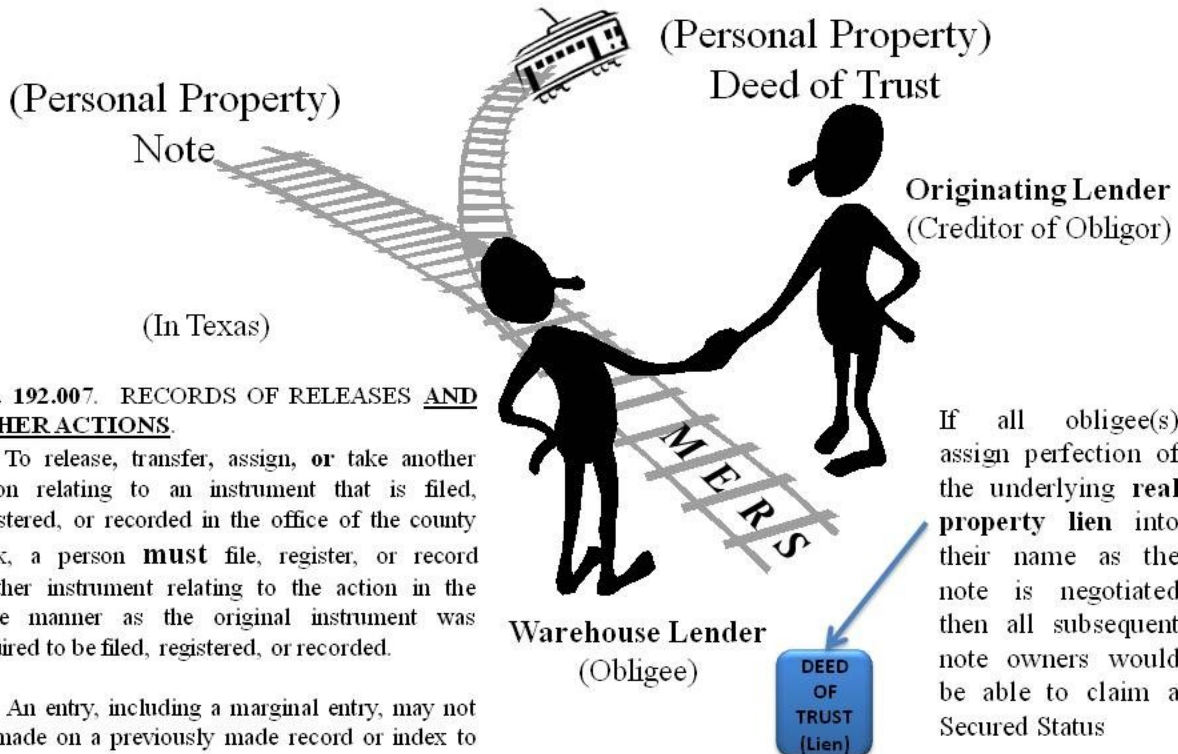 (Personal Property)
Deed of Trust
(Personal Property)
Note
Originating Lender
(Creditor of Obligor)
(In Texas)
192.007. RECORDS OF RELEASES AND
HER ACTIONS.
To release, transfer, assign, or take another
on relating to an instrument that is filed,
stered, or recorded in the office of the county
k, a person must file, register, or record
ther instrument relating to the action in the
e manner as the original instrument was
uired to be filed, registered, or recorded.
An entry, including a marginal entry, may not
made on a previously made record or index to
MERS
Warehouse Lender
(Obligee)
DEED
OF
TRUST
(Lien)
If all obligee(s)
assign perfection of
the underlying real
property lien into
their name as the
note is negotiated
then all subsequent
note owners would
be able to claim a
Secured Status